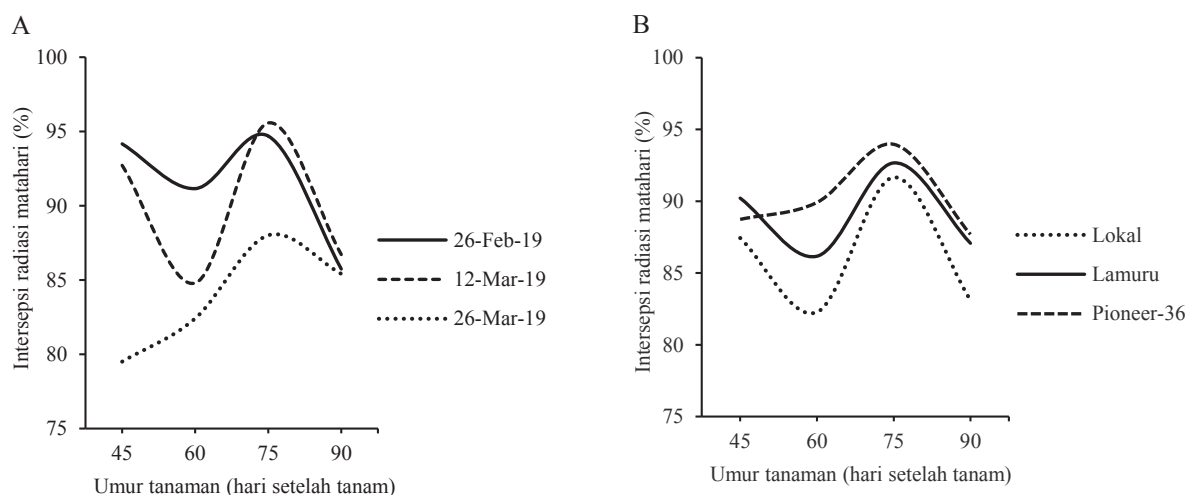 A
Intersepsi radiasi matahari (%)
100
95
90
85
80
75
45 60 75 90
Umur tanaman (hari setelah tanam)
26-Feb-19
12-Mar-19
26-Mar-19
B
Intersepsi radiasi matahari (%)
100
95
90
85
80
75
45 60 75 90
Umur tanaman (hari setelah tanam)
Lokal
Lamuru
Pioneer-36